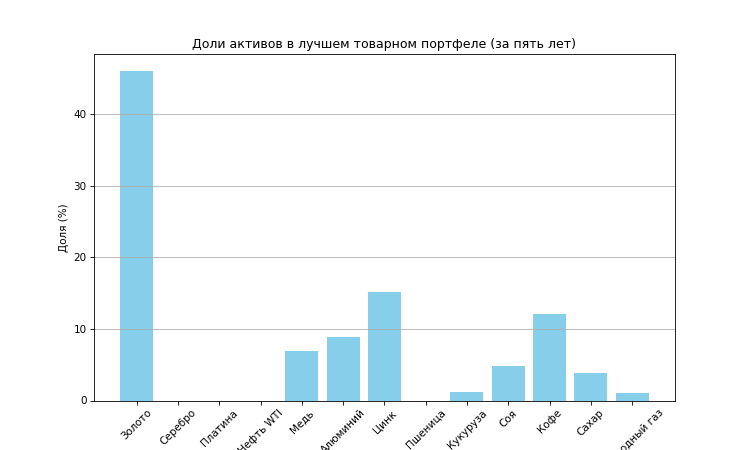 Доли активов в лучшем товарном портфеле (за пять лет)
Доля (%)
40
30
20
10
0
Золото
Серебро
Платина
Нефть WTI
Медь
Алюминий
Цинк
Пшеница
Кукуруза
Соя
Кофе
Сахар
газ